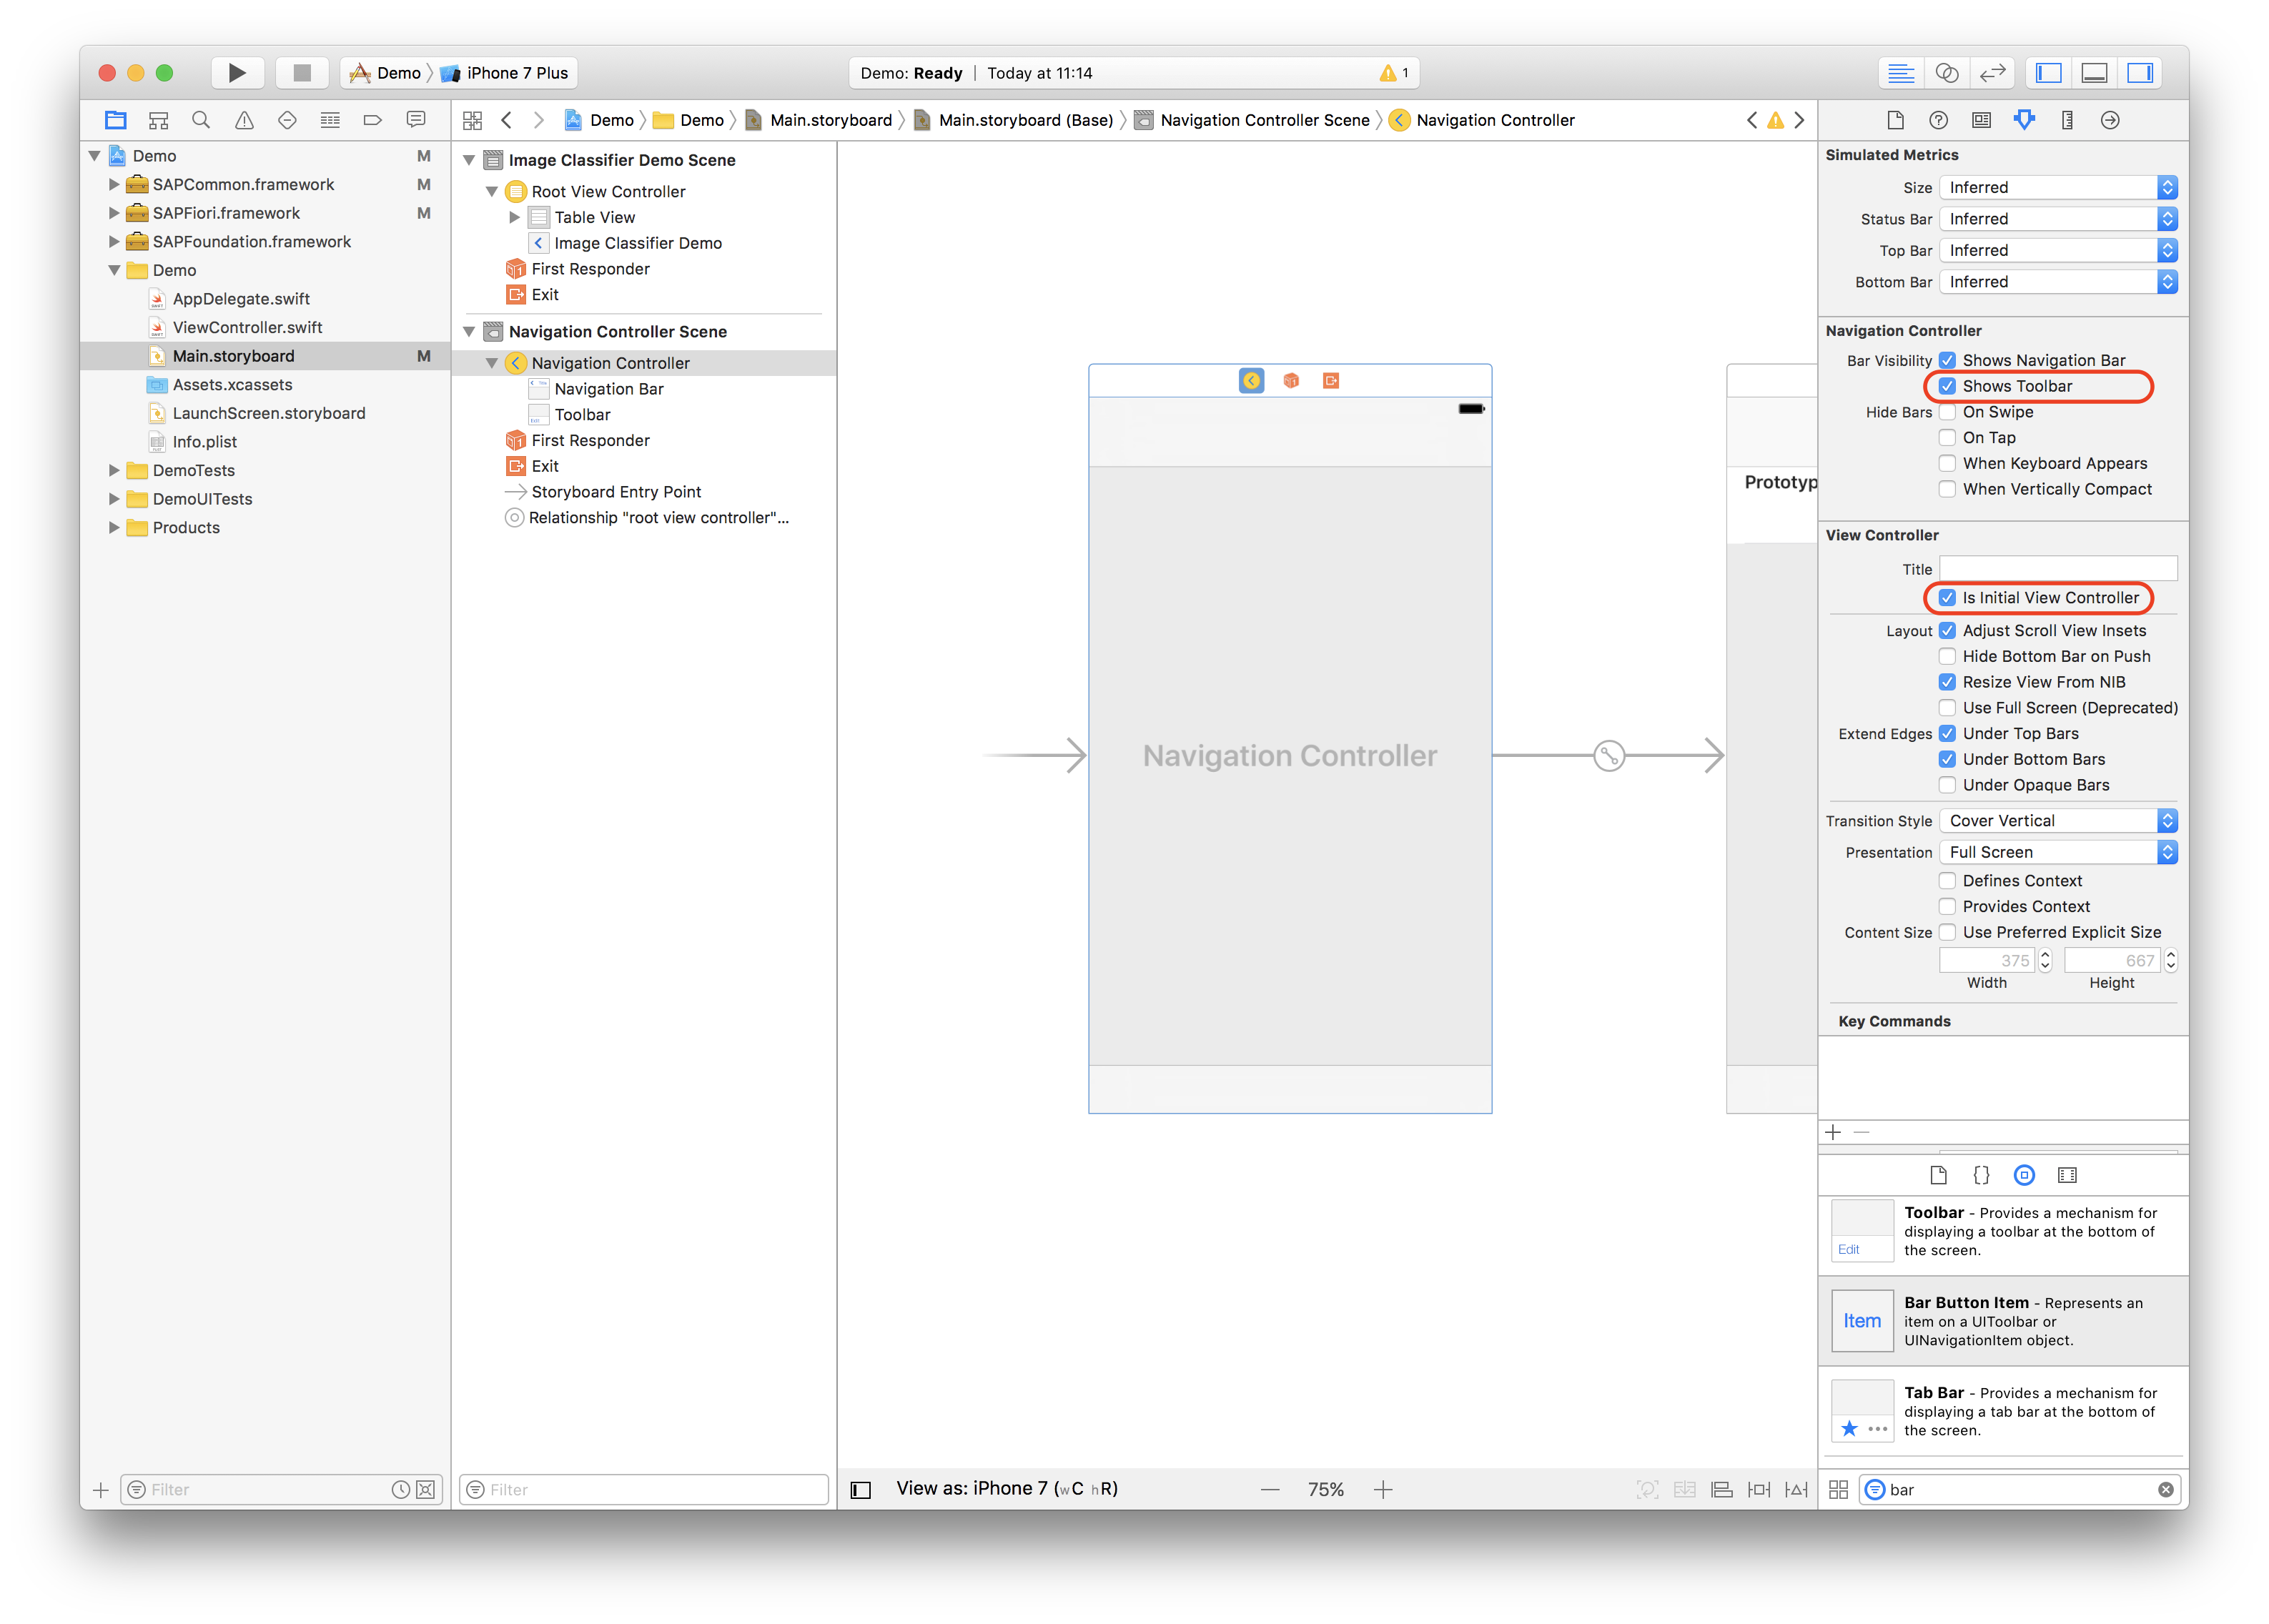 Demo iPhone 7 Plus
Demo: Ready | Today at 11:14
1
Demo Demo Main.storyboard Main.storyboard (Base) Navigation Controller Scene Navigation Controller
Demo M
SAPCommon.framework M
SAPFiori.framework M
SAPFoundation.framework
Demo
AppDelegate.swift
ViewController.swift
Main.storyboard M
Assets.xcassets
LaunchScreen.storyboard
Info.plist
DemoTests
DemoUITests
Products
Filter
Image Classifier Demo Scene
Root View Controller
Table View
Image Classifier Demo
First Responder
Exit
Navigation Controller Scene
Navigation Controller
Navigation Bar
Toolbar
First Responder
Exit
Storyboard Entry Point
Relationship "root view controller"...
Filter
Navigation Controller
Prototyp
View as: iPhone 7 (wC hR)
75%
Simulated Metrics
Size Inferred
Status Bar Inferred
Top Bar Inferred
Bottom Bar Inferred
Navigation Controller
Bar Visibility Shows Navigation Bar
Shows Toolbar
Hide Bars On Swipe
On Tap
When Keyboard Appears
When Vertically Compact
View Controller
Title
Is Initial View Controller
Layout Adjust Scroll View Insets
Hide Bottom Bar on Push
Resize View From NIB
Use Full Screen (Deprecated)
Extend Edges Under Top Bars
Under Bottom Bars
Under Opaque Bars
Transition Style Cover Vertical
Presentation Full Screen
Defines Context
Provides Context
Content Size Use Preferred Explicit Size
375 667
Width Height
Key Commands
{}
Toolbar - Provides a mechanism for
displaying a toolbar at the bottom of
the screen.
Edit
Item
Bar Button Item - Represents an
item on a UIToolbar or
UINavigationItem object.
Tab Bar - Provides a mechanism for
displaying a tab bar at the bottom of
the screen.
bar